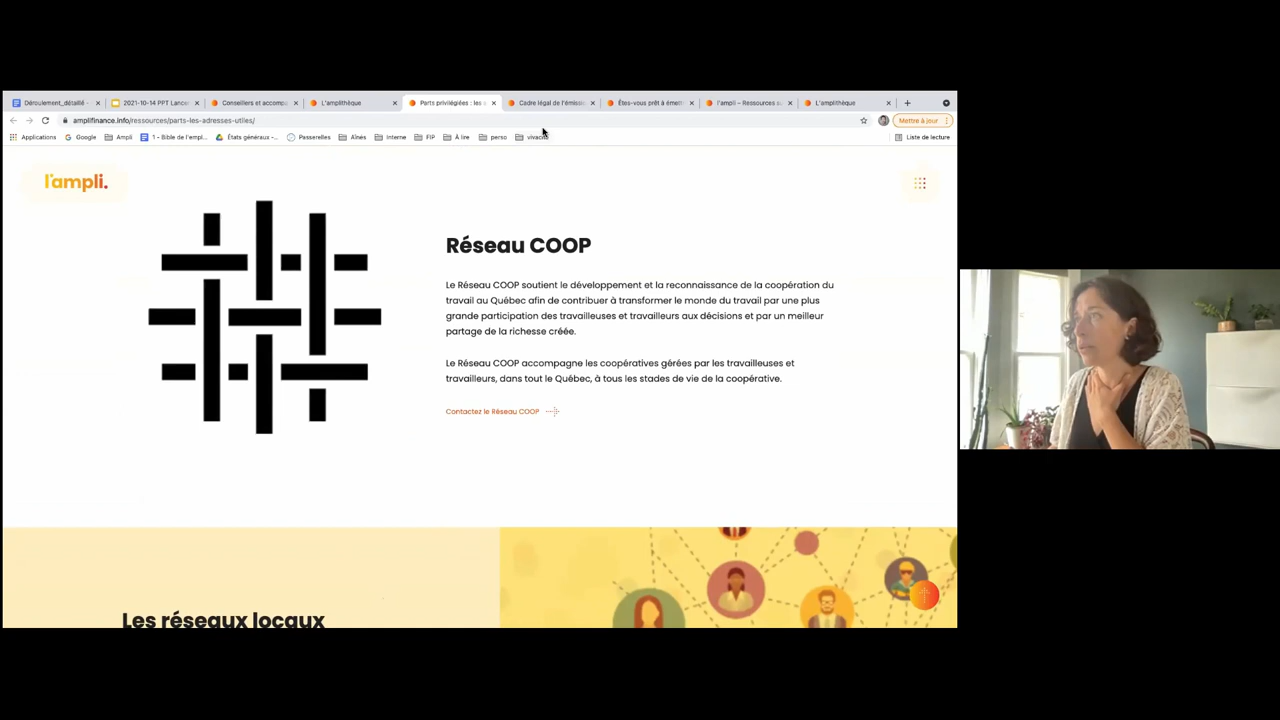 Déroulement_détaillé -
2021-10-14 PPT Lance
Conseillers et accompa
L'amplithèque
Parts privilégiées : les a
Cadre légal de l'émissi
Êtes-vous prêt à émett
l'ampli – Ressources su
L'amplithèque
amplifinance.info/ressources/parts-les-adresses-utiles/
Mettre à jour
Applications
Google
Ampli
1 - Bible de l'empl...
États généraux -...
Passerelles
Aînés
Interne
FIP
À lire
perso
Liste de lecture
l'ampli.
Réseau COOP
Le Réseau COOP soutient le développement et la reconnaissance de la coopération du
travail au Québec afin de contribuer à transformer le monde du travail par une plus
grande participation des travailleuses et travailleurs aux décisions et par un meilleur
partage de la richesse créée.
Le Réseau COOP accompagne les coopératives gérées par les travailleuses et
travailleurs, dans tout le Québec, à tous les stades de vie de la coopérative.
Contactez le Réseau COOP
Les réseaux locaux